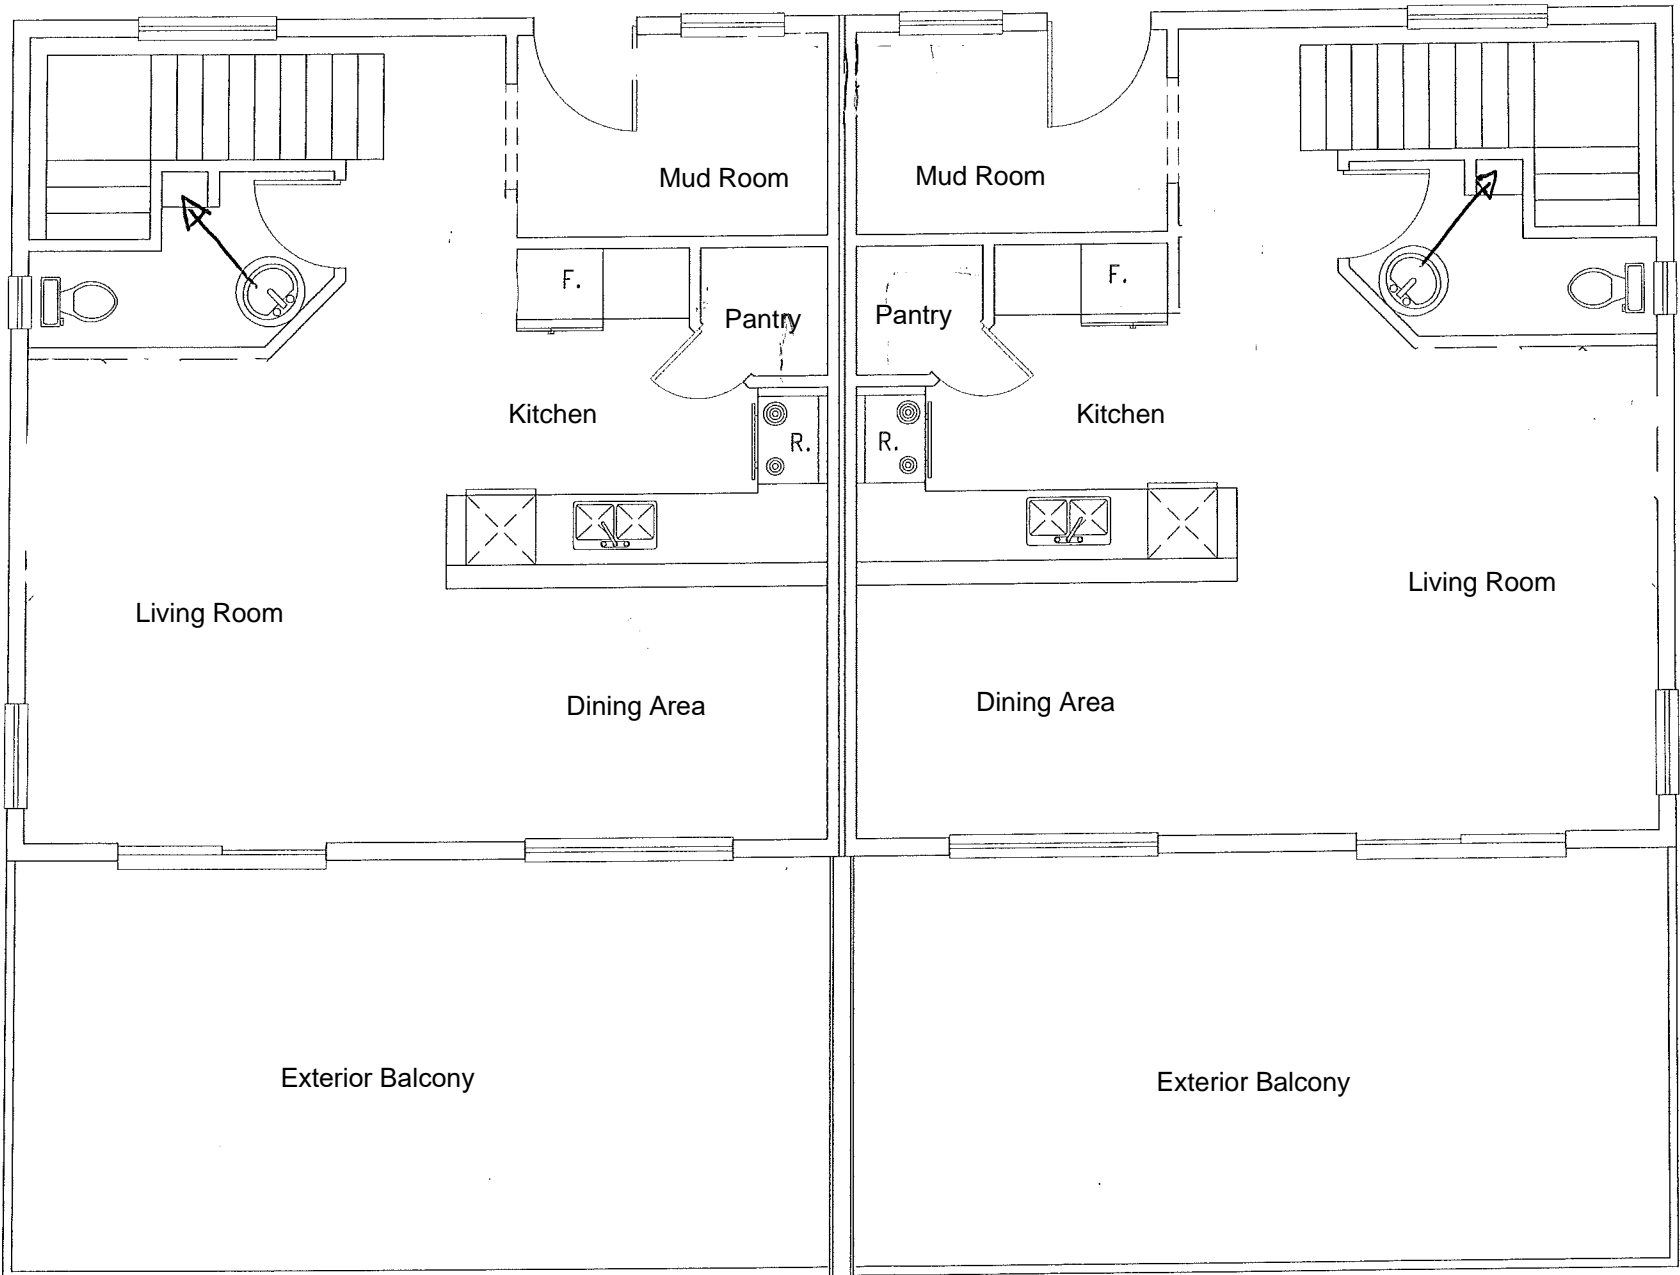 Mud Room
Mud Room
F.
F.
Pantry
Pantry
Kitchen
Kitchen
R.
R.
Living Room
Living Room
Dining Area
Dining Area
Exterior Balcony
Exterior Balcony